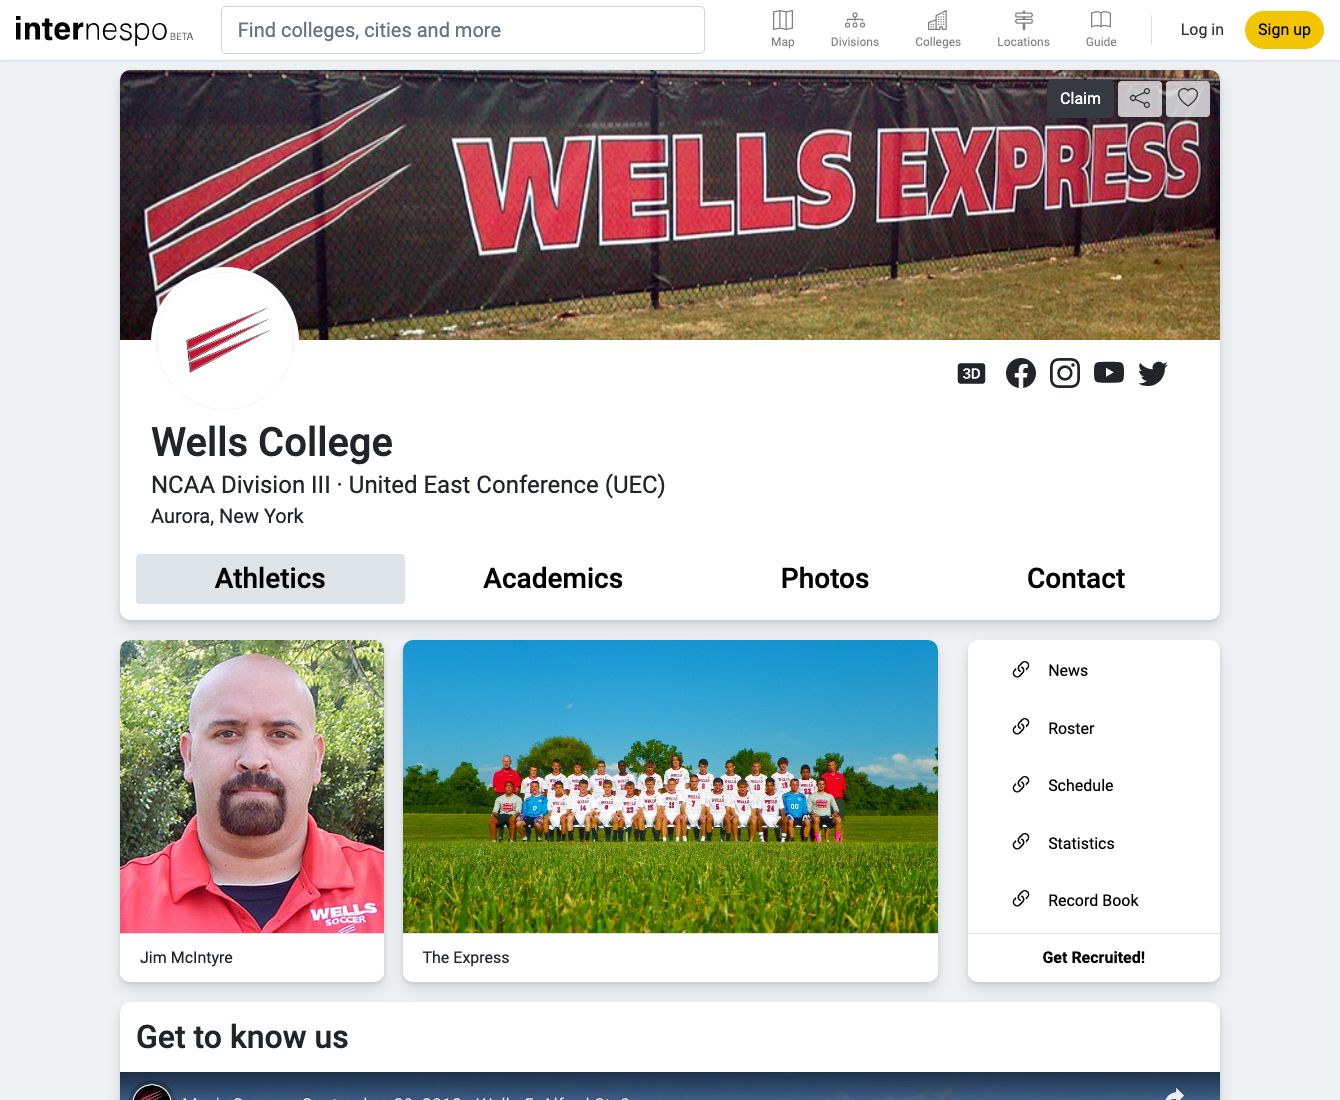 internespo BETA
Find colleges, cities and more
Map
Divisions
Colleges
Locations
Guide
Log in
Sign up
Claim
WELLS EXPRESS
3D
Wells College
NCAA Division III · United East Conference (UEC)
Aurora, New York
Athletics
Academics
Photos
Contact
WELLS
SOCCER
Jim McIntyre
The Express
News
Roster
Schedule
Statistics
Record Book
Get Recruited!
Get to know us